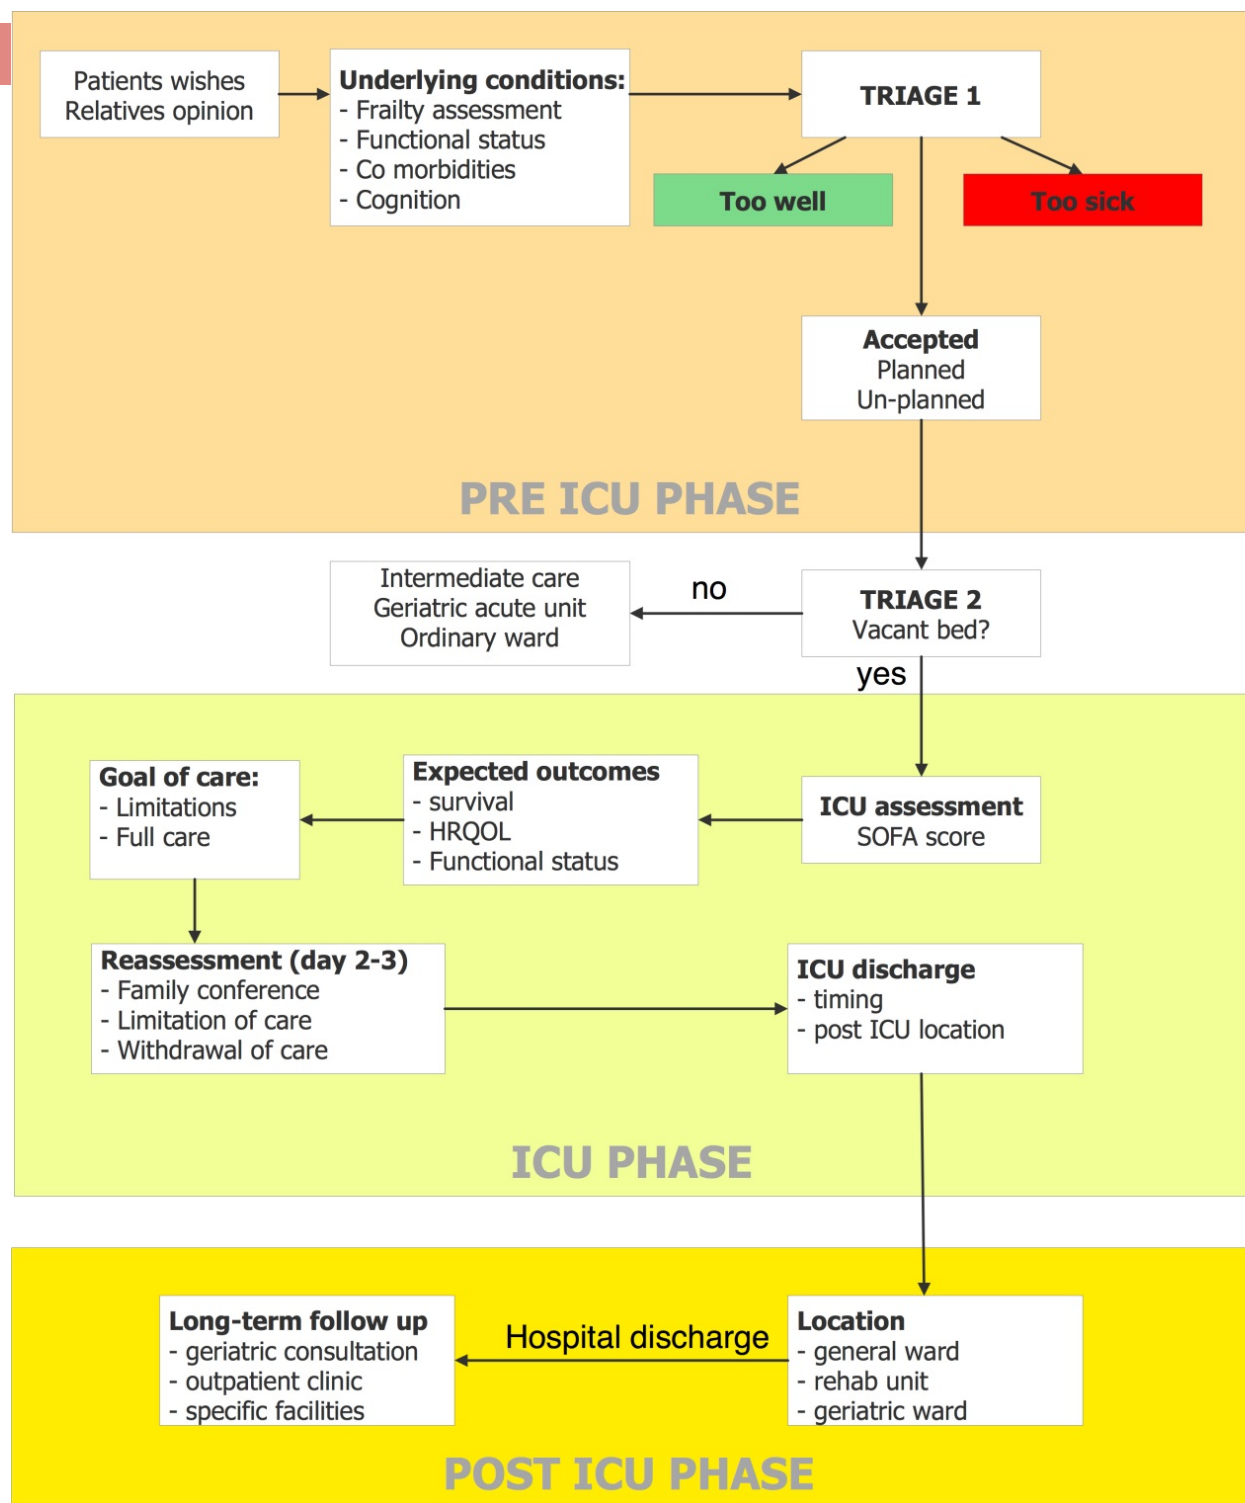 Patients wishes
Relatives opinion
Underlying conditions:
- Frailty assessment
- Functional status
- Co morbidities
- Cognition
TRIAGE 1
Too well
Too sick
Accepted
Planned
Un-planned
PRE ICU PHASE
TRIAGE 2
Vacant bed?
no
Intermediate care
Geriatric acute unit
Ordinary ward
yes
ICU assessment
SOFA score
Expected outcomes
- survival
- HRQOL
- Functional status
Goal of care:
- Limitations
- Full care
Reassessment (day 2-3)
- Family conference
- Limitation of care
- Withdrawal of care
ICU discharge
- timing
- post ICU location
ICU PHASE
Location
- general ward
- rehab unit
- geriatric ward
Hospital discharge
Long-term follow up
- geriatric consultation
- outpatient clinic
- specific facilities
POST ICU PHASE